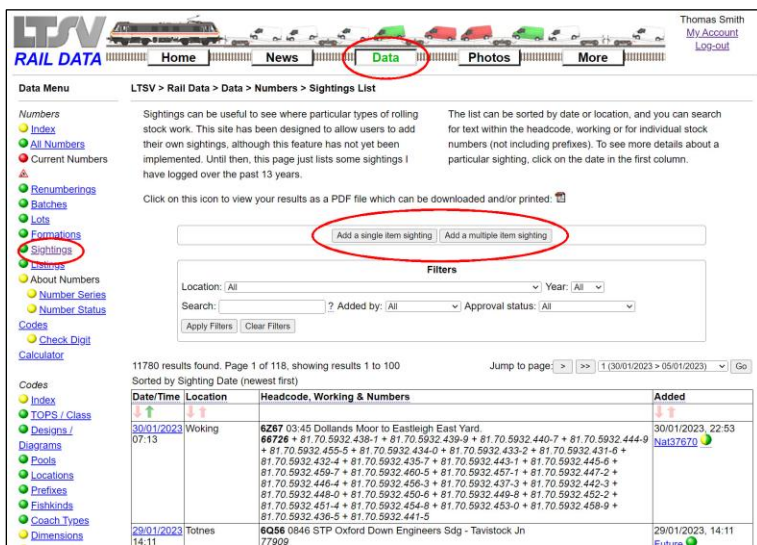 LTSV
RAIL DATA
Home
News
Data
Photos
More
Thomas Smith
My Account
Log-out
Data Menu
Numbers
Index
All Numbers
Current Numbers
Renumberings
Batches
Lots
Formations
Sightings
Listings
About Numbers
Number Series
Number Status
Codes
Check Digit
Calculator
Codes
Index
TOPS / Class
Designs /
Diagrams
Pools
Locations
Prefixes
Fishkinds
Coach Types
Dimensions
LTSV > Rail Data > Data > Numbers > Sightings List
Sightings can be useful to see where particular types of rolling
stock work. This site has been designed to allow users to add
their own sightings, although this feature has not yet been
implemented. Until then, this page just lists some sightings I
have logged over the past 13 years.
The list can be sorted by date or location, and you can search
for text within the headcode, working or for individual stock
numbers (not including prefixes). To see more details about a
particular sighting, click on the date in the first column.
Click on this icon to view your results as a PDF file which can be downloaded and/or printed:
Add a single item sighting Add a multiple item sighting
Filters
Location: All Year: All
Search: ? Added by: All Approval status: All
Apply Filters Clear Filters
11780 results found. Page 1 of 118, showing results 1 to 100 Jump to page: > >> 1 (30/01/2023 > 05/01/2023) Go
Sorted by Sighting Date (newest first)
Date/Time Location Headcode, Working & Numbers Added
30/01/2023 Woking 6Z67 03:45 Dollands Moor to Eastleigh East Yard. 30/01/2023, 22:53
07:13 66726 + 81.70.5932.438-1 + 81.70.5932.439-9 + 81.70.5932.440-7 + 81.70.5932.444-9 Nat37670
+ 81.70.5932.455-5 + 81.70.5932.434-0 + 81.70.5932.433-2 + 81.70.5932.431-6 +
81.70.5932.432-4 + 81.70.5932.435-7 + 81.70.5932.443-1 + 81.70.5932.445-6 +
81.70.5932.459-7 + 81.70.5932.460-5 + 81.70.5932.457-1 + 81.70.5932.447-2 +
81.70.5932.446-4 + 81.70.5932.456-3 + 81.70.5932.437-3 + 81.70.5932.442-3 +
81.70.5932.448-0 + 81.70.5932.450-6 + 81.70.5932.449-8 + 81.70.5932.452-2 +
81.70.5932.451-4 + 81.70.5932.454-8 + 81.70.5932.453-0 + 81.70.5932.458-9 +
81.70.5932.436-5 + 81.70.5932.441-5
29/01/2023 Totnes 6Q56 0846 STP Oxford Down Engineers Sdg - Tavistock Jn 29/01/2023, 14:11
14:11 77909 Future